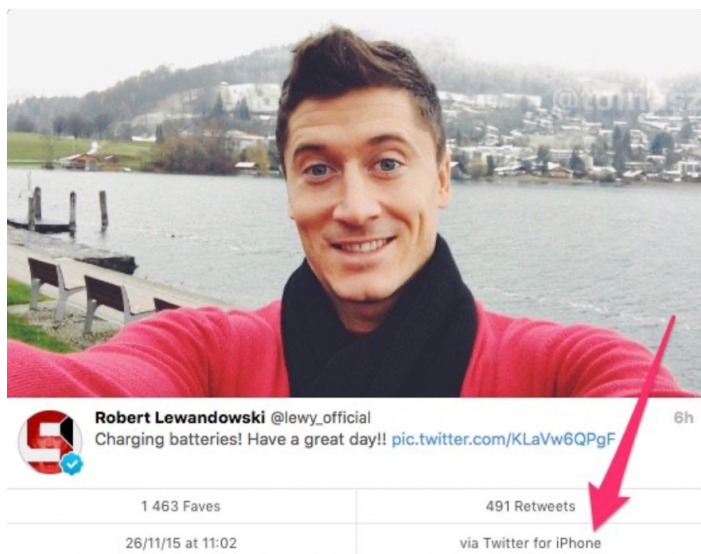 Robert Lewandowski @lewy_official 6h
Charging batteries! Have a great day!! pic.twitter.com/KLaVw6QPgF
1 463 Faves 491 Retweets
26/11/15 at 11:02 via Twitter for iPhone